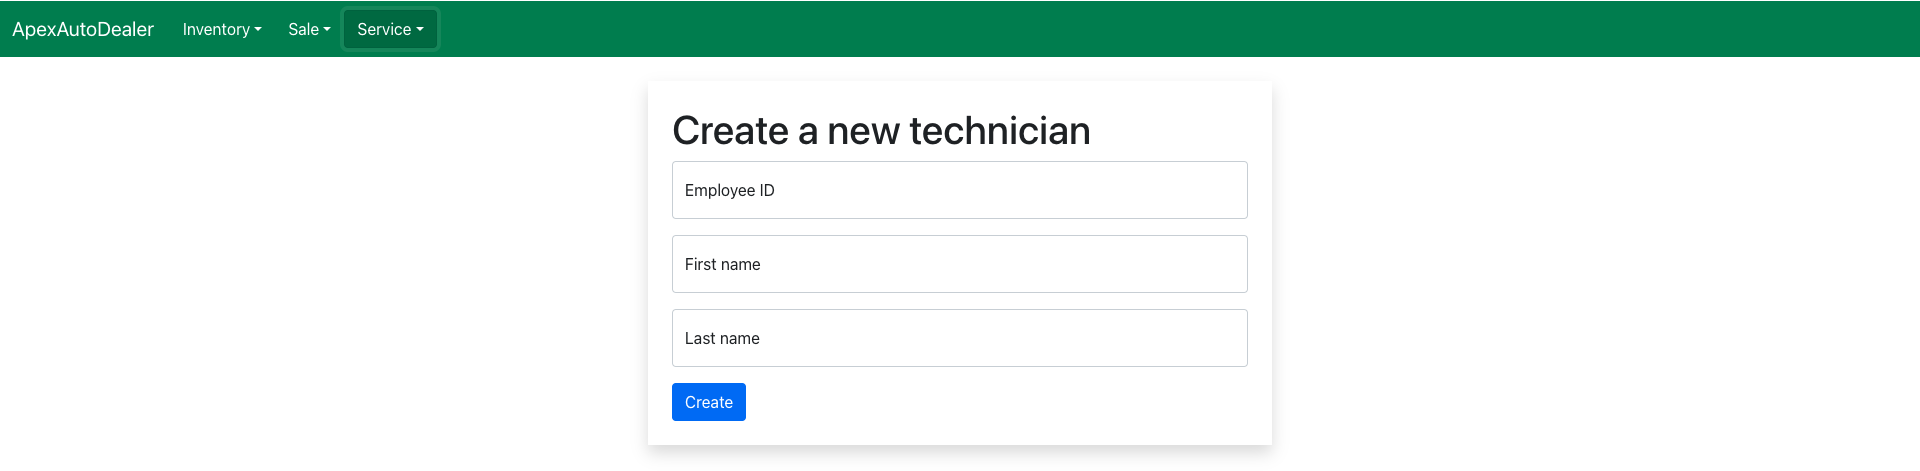 ApexAutoDealer Inventory Sale Service
Create a new technician
Employee ID
First name
Last name
Create